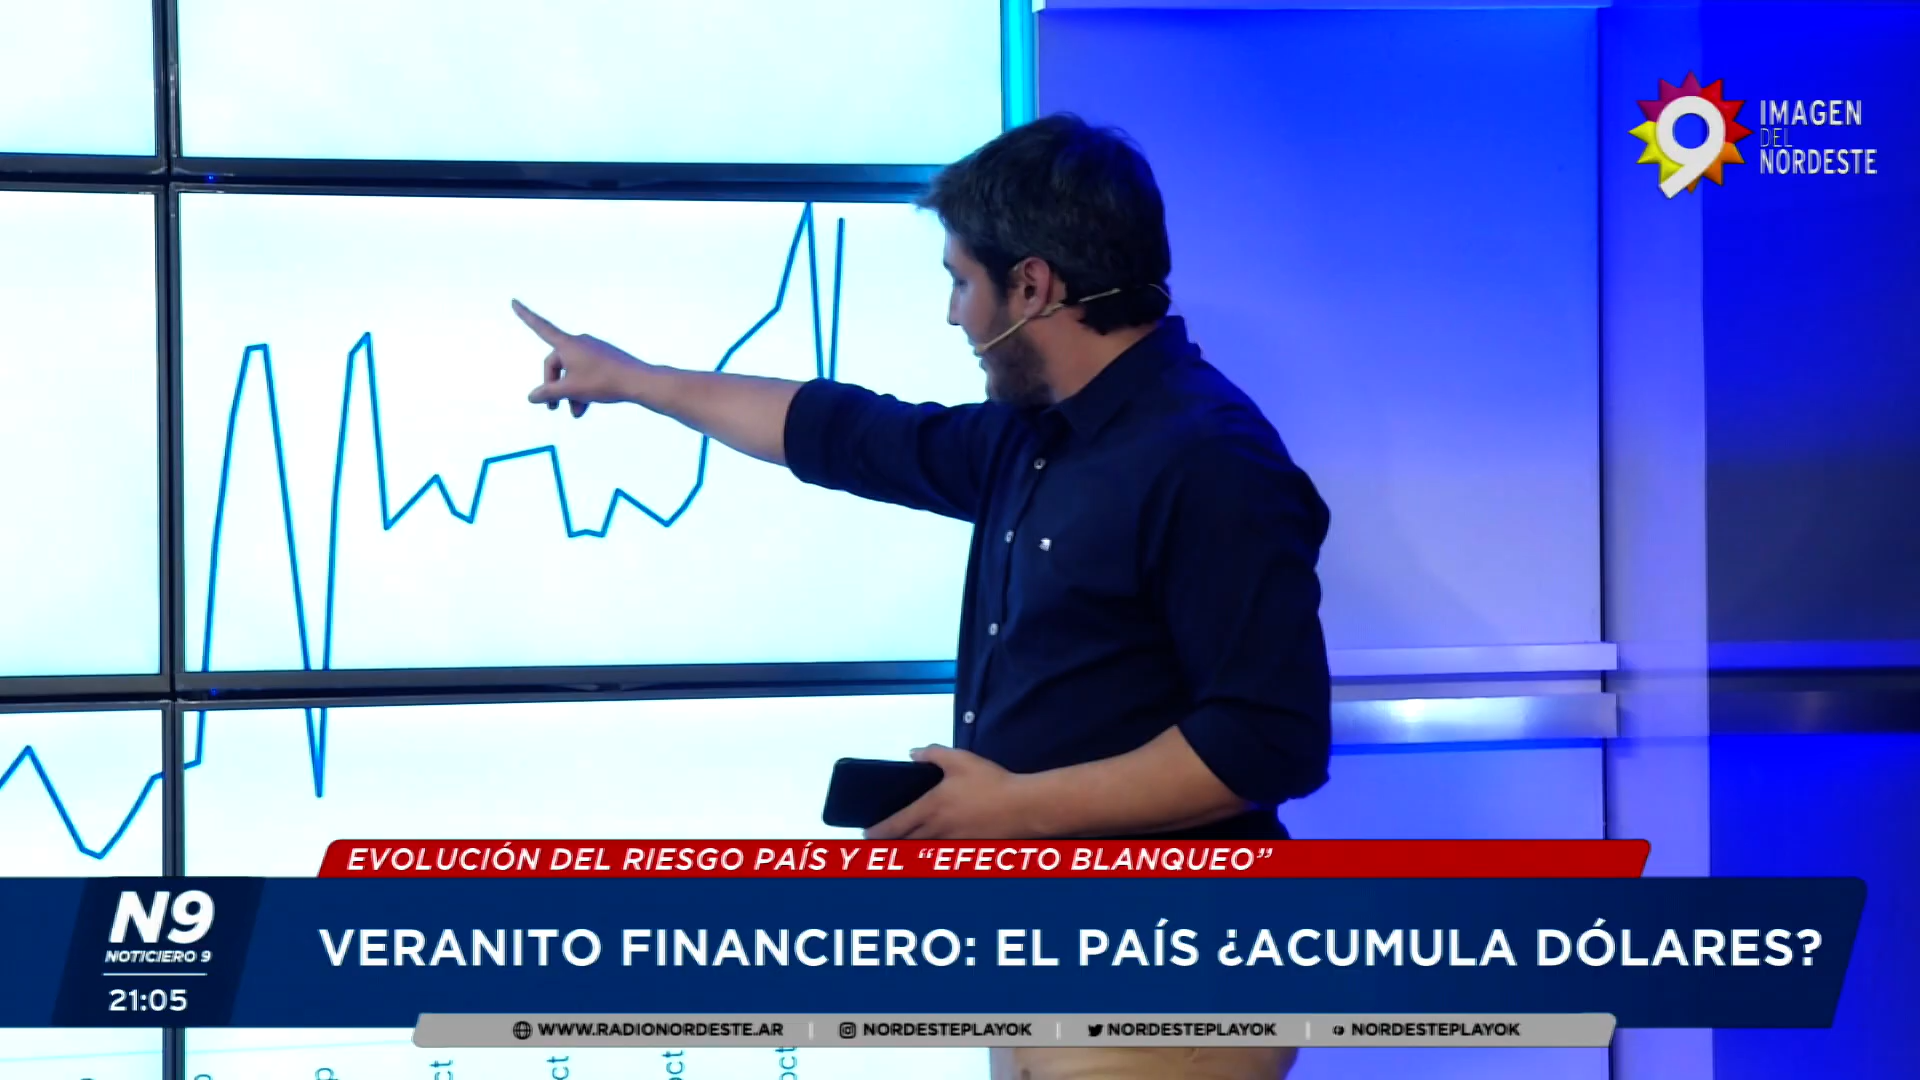 9 IMAGEN
DEL
NORDESTE
EVOLUCIÓN DEL RIESGO PAÍS Y EL “EFECTO BLANQUEO”
N9
NOTICIERO 9
21:05
VERANITO FINANCIERO: EL PAÍS ¿ACUMULA DÓLARES?
WWW.RADIONORDESTE.AR | NORDESTEPLAYOK | NORDESTEPLAYOK | NORDESTEPLAYOK